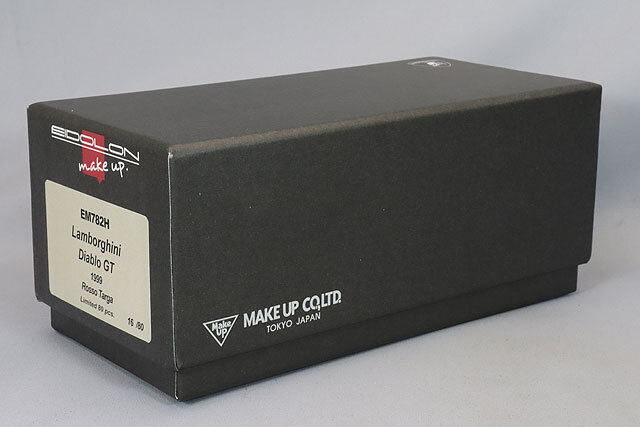 EIDOLON
make up.
EM782H
Lamborghini
Diablo GT
1999
Rosso Targa
Limited 80 pcs.
16 /80
Make Up
MAKE UP CO.,LTD.
TOKYO JAPAN